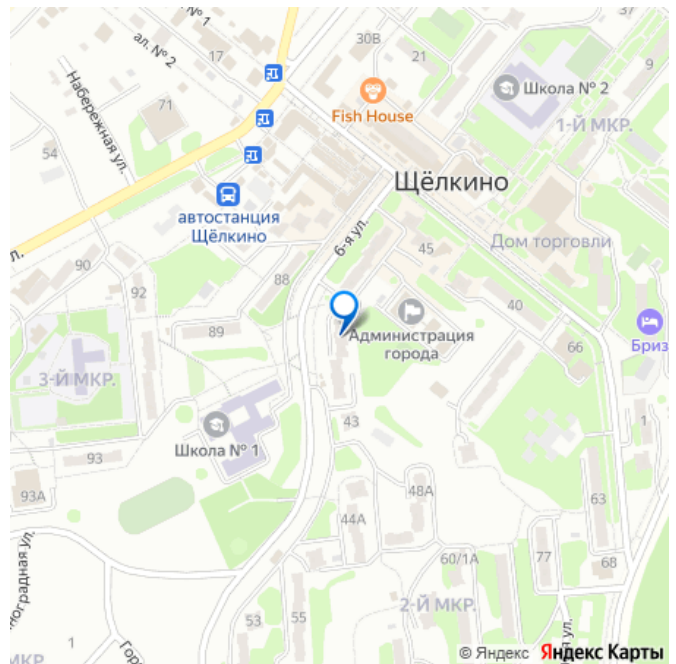 ал. № 1
ал. № 2
17
30В
21
9
Школа № 2
Fish House
1-Й МКР.
Набережная ул.
71
54
Щёлкино
автостанция
Щёлкино
6-я ул.
45
Дом торговли
л.
90
92
88
40
Администрация
города
89
66
Бриз
3-Й МКР.
43
1
Школа № 1
93
93А
48А
44А
63
60/1А
77
68
2-Й МКР.
53
55
1
МКР
Гор
ул.
© Яндекс Яндекс Карты